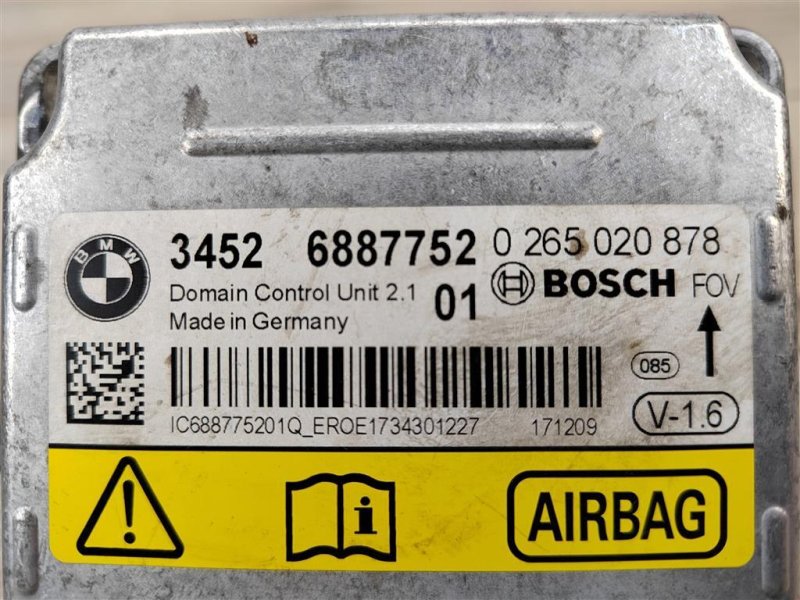 BMW
3452 6887752 0 265 020 878
Domain Control Unit 2.1 01 BOSCH FOV
Made in Germany
085
IC688775201Q_EROE1734301227 171209
V-1.6
AIRBAG